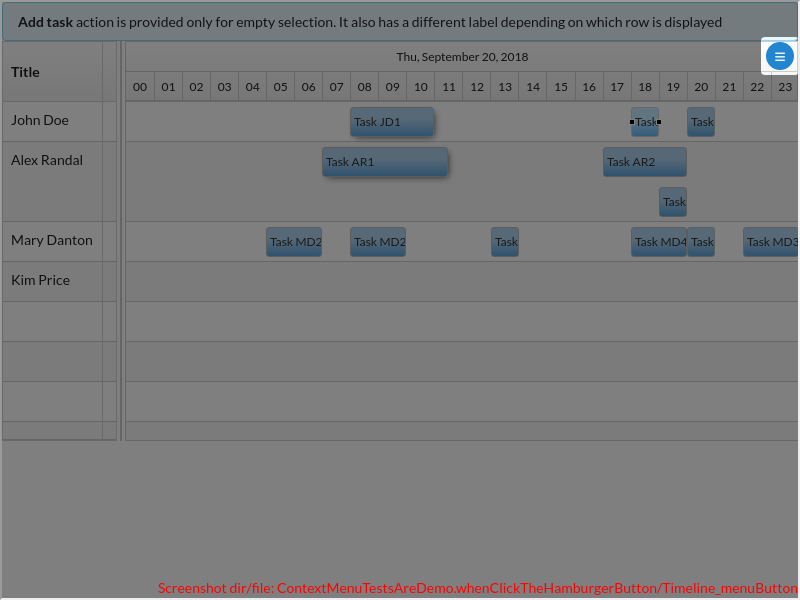 Add task action is provided only for empty selection. It also has a different label depending on which row is displayed
Title
Thu, September 20, 2018
00 01 02 03 04 05 06 07 08 09 10 11 12 13 14 15 16 17 18 19 20 21 22 23
John Doe
Task JD1
Task
Task
Alex Randal
Task AR1
Task AR2
Task
Mary Danton
Task MD2
Task MD2
Task
Task MD4
Task
Task MD3
Kim Price
Screenshot dir/file: ContextMenuTestsAreDemo.whenClickTheHamburgerButton/Timeline_menuButton